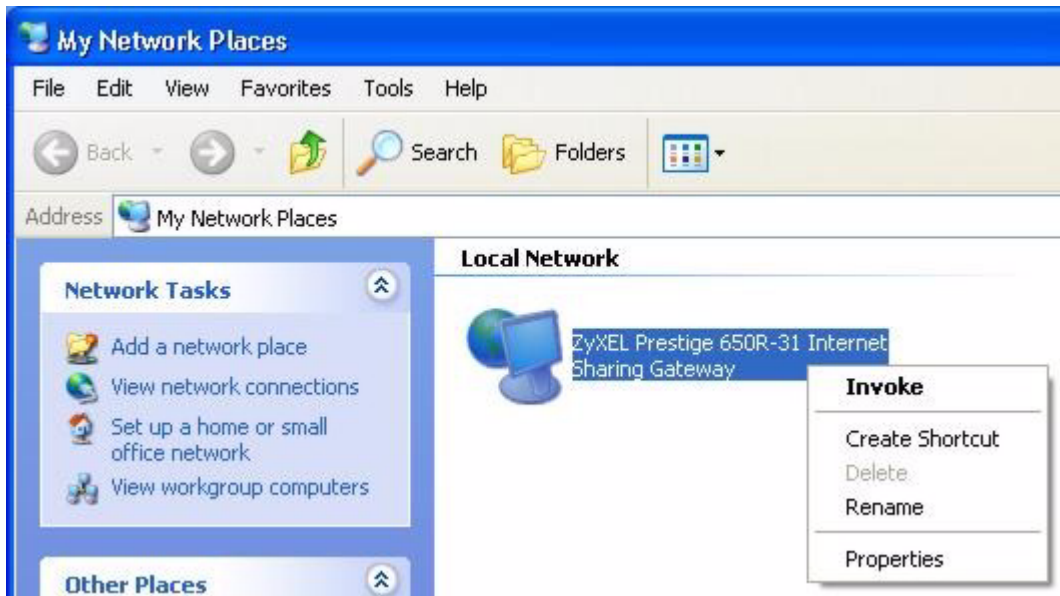 My Network Places
File Edit View Favorites Tools Help
Back Search Folders
Address My Network Places
Network Tasks
Add a network place
View network connections
Set up a home or small
office network
View workgroup computers
Other Places
Local Network
ZyXEL Prestige 650R-31 Internet
Sharing Gateway
Invoke
Create Shortcut
Delete
Rename
Properties